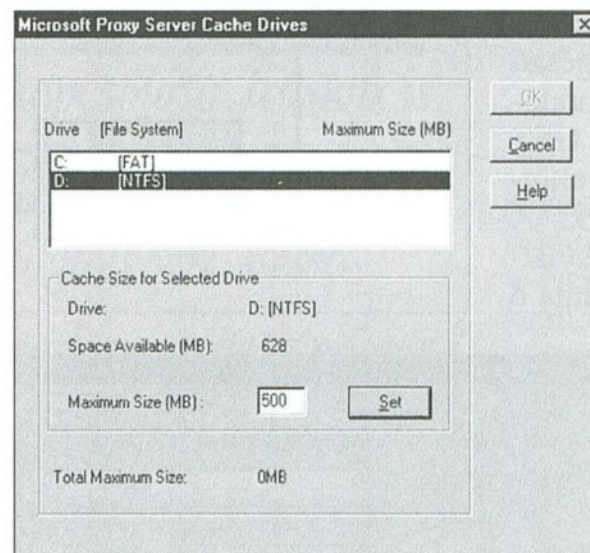 Microsoft Proxy Server Cache Drives
OK
Drive [File System] Maximum Size (MB)
Cancel
C: [FAT]
D: [NTFS]
Help
Cache Size for Selected Drive
Drive: D: [NTFS]
Space Available (MB): 628
Maximum Size (MB) : 500 Set
Total Maximum Size: 0MB